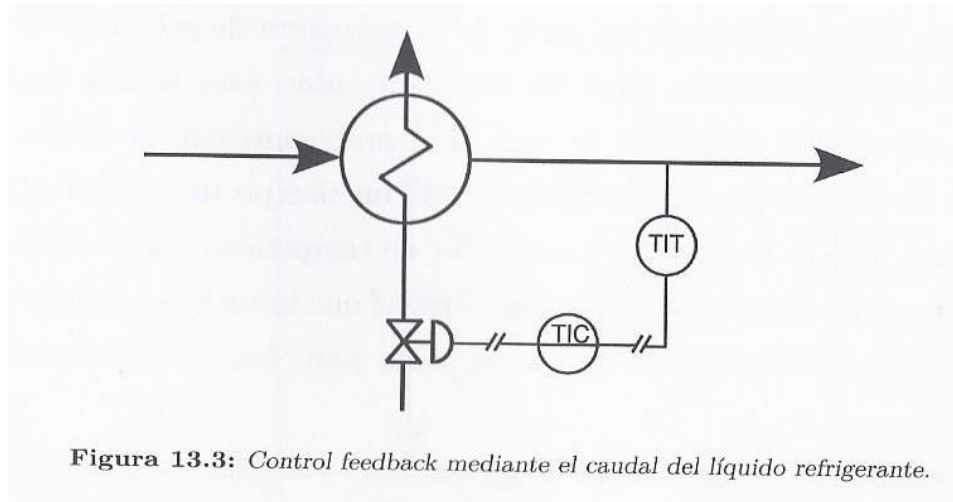 TIT
TIC
Figura 13.3: Control feedback mediante el caudal del líquido refrigerante.